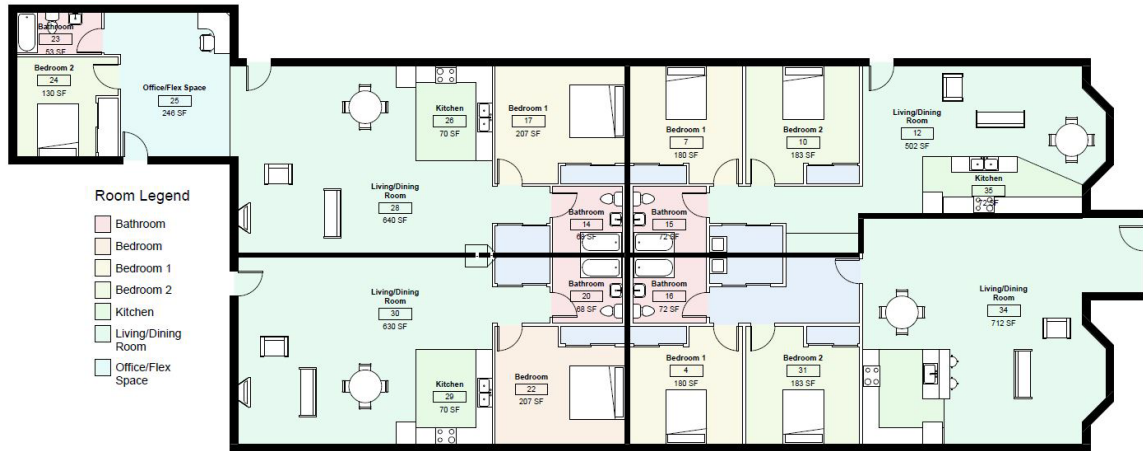 Bathroom
23
53 SF
Bedroom 2
24
130 SF
Office/Flex Space
25
246 SF
Kitchen
26
70 SF
Bedroom 1
17
207 SF
Bedroom 1
7
180 SF
Bedroom 2
10
183 SF
Living/Dining
Room
12
502 SF
Kitchen
35
72 SF
Living/Dining
Room
28
640 SF
Bathroom
14
68 SF
Bathroom
15
72 SF
Room Legend
Bathroom
Bedroom
Bedroom 1
Bedroom 2
Kitchen
Living/Dining
Room
Office/Flex
Space
Living/Dining
Room
30
630 SF
Bathroom
20
68 SF
Bathroom
16
72 SF
Living/Dining
Room
34
712 SF
Kitchen
29
70 SF
Bedroom
22
207 SF
Bedroom 1
4
180 SF
Bedroom 2
31
183 SF